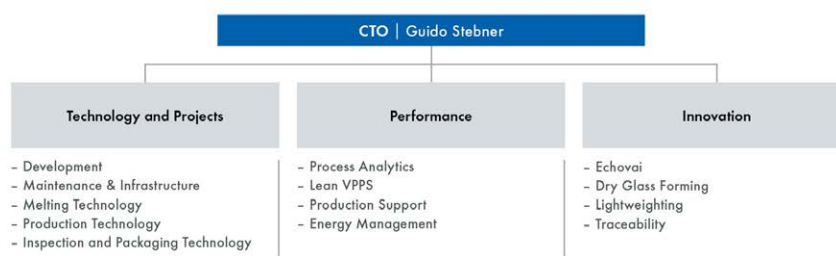 CTO | Guido Stebner
Technology and Projects
– Development
– Maintenance & Infrastructure
– Melting Technology
– Production Technology
– Inspection and Packaging Technology
Performance
– Process Analytics
– Lean VPPS
– Production Support
– Energy Management
Innovation
– Echovai
– Dry Glass Forming
– Lightweighting
– Traceability